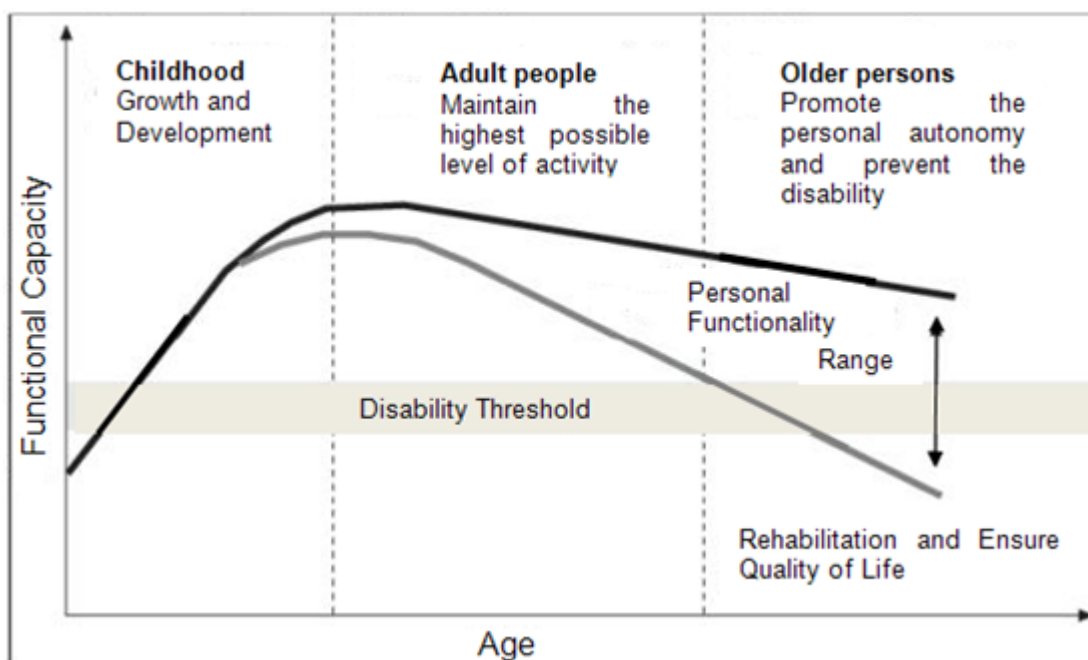 Childhood
Growth and
Development
Adult people
Maintain the
highest possible
level of activity
Older persons
Promote the
personal autonomy
and prevent the
disability
Functional Capacity
Personal
Functionality
Range
Disability Threshold
Rehabilitation and Ensure
Quality of Life
Age